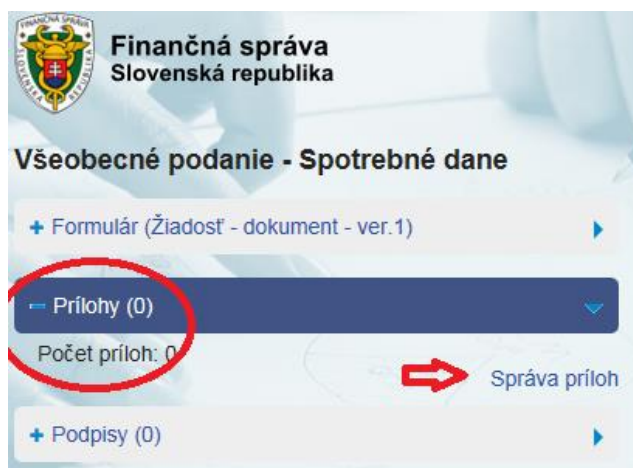 Finančná správa
Slovenská republika
Všeobecné podanie - Spotrebné dane
+ Formulár (Žiadosť - dokument - ver.1)
− Prílohy (0)
Počet príloh: 0
Správa príloh
+ Podpisy (0)